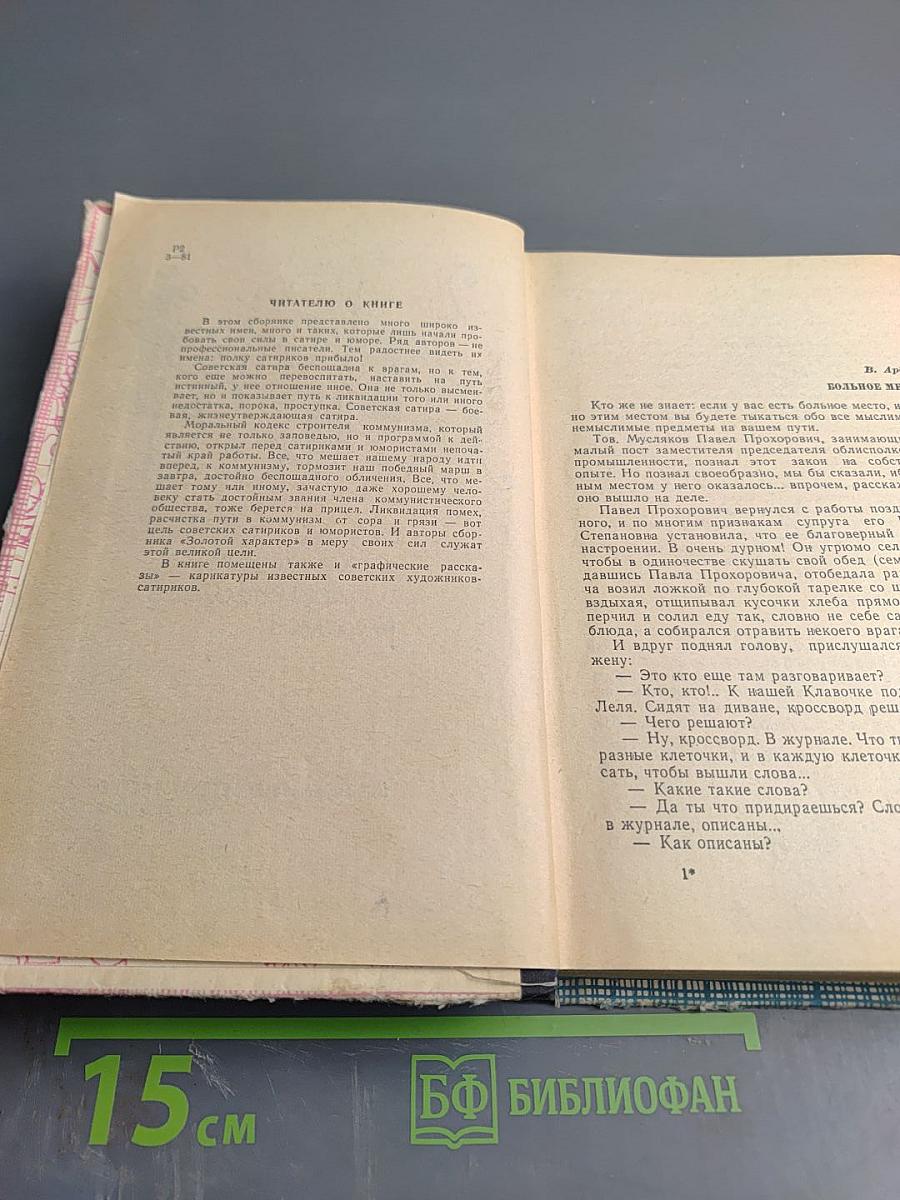 Р2
З—81
ЧИТАТЕЛЮ О КНИГЕ
В этом сборнике представлено много широко из-
вестных имен, много и таких, которые лишь начали про-
бовать свои силы в сатире и юморе. Ряд авторов — не
профессиональные писатели. Тем радостнее видеть их
имена: полку сатириков прибыло!
Советская сатира беспощадна к врагам, но к тем,
кого еще можно перевоспитать, наставить на путь
истинный, у нее отношение иное. Она не только высмеи-
вает, но и показывает путь к ликвидации того или иного
недостатка, порока, проступка. Советская сатира — бое-
вая, жизнеутверждающая сатира.
Моральный кодекс строителя коммунизма, который
является не только заповедью, но и программой к дей-
ствию, открыл перед сатириками и юмористами непоча-
тый край работы. Все, что мешает нашему народу идти
вперед, к коммунизму, тормозит наш победный марш в
завтра, достойно беспощадного обличения. Все, что ме-
шает тому или иному, зачастую даже хорошему чело-
веку стать достойным звания члена коммунистического
общества, тоже берется на прицел. Ликвидация помех,
расчистка пути в коммунизм от сора и грязи — вот
цель советских сатириков и юмористов. И авторы сбор-
ника «Золотой характер» в меру своих сил служат
этой великой цели.
В книге помещены также и «графические расска-
зы» — карикатуры известных советских художников-
сатириков.
В. Ар
БОЛЬНОЕ МЕ
Кто же не знает: если у вас есть больное место, и
но этим местом вы будете тыкаться обо все мыслим
немыслимые предметы на вашем пути.
Тов. Мусляков Павел Прохорович, занимающ
малый пост заместителя председателя облисполко
промышленности, познал этот закон на собст
опыте. Но познал своеобразно, мы бы сказали, и
ным местом у него оказалось... впрочем, расска
оно вышло на деле.
Павел Прохорович вернулся с работы позд
ного, и по многим признакам супруга его
Степановна установила, что ее благоверный
настроении. В очень дурном! Он угрюмо сел
чтобы в одиночестве скушать свой обед (сем
давшись Павла Прохоровича, отобедала ра
ча возил ложкой по глубокой тарелке со щ
вздыхая, отщипывал кусочки хлеба прямо
перчил и солил еду так, словно не себе са
блюда, а собирался отравить некоего врага
И вдруг поднял голову, прислушался
жену:
— Это кто еще там разговаривает?
— Кто, кто!.. К нашей Клавочке по
Леля. Сидят на диване, кроссворд реш
— Чего решают?
— Ну, кроссворд. В журнале. Что т
разные клеточки, и в каждую клеточк
сать, чтобы вышли слова...
— Какие такие слова?
— Да ты что придираешься? Сло
в журнале, описаны...
— Как описаны?
1*
15 см
БФ БИБЛИОФАН